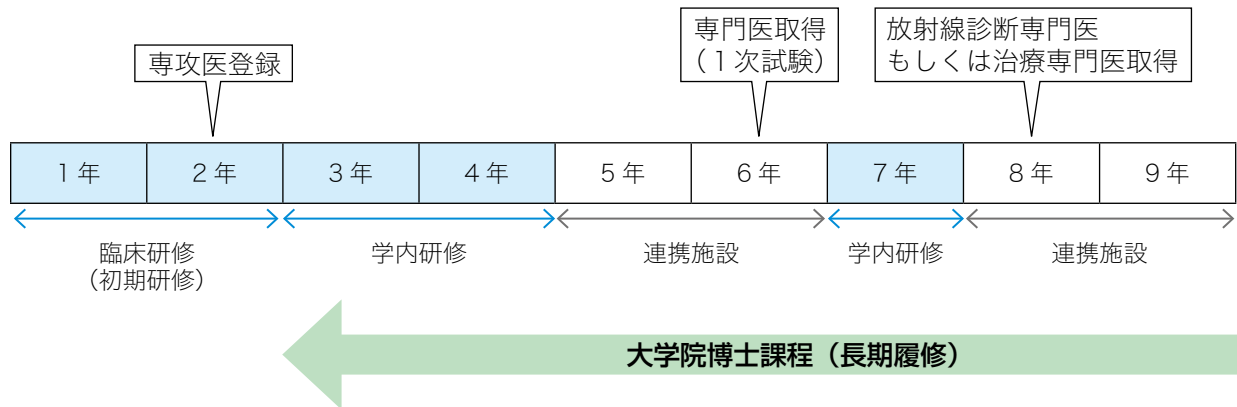 専攻医登録
専門医取得
（1次試験）
放射線診断専門医
もしくは治療専門医取得
1年 2年 3年 4年 5年 6年 7年 8年 9年
臨床研修
（初期研修）
学内研修
連携施設
学内研修
連携施設
大学院博士課程（長期履修）